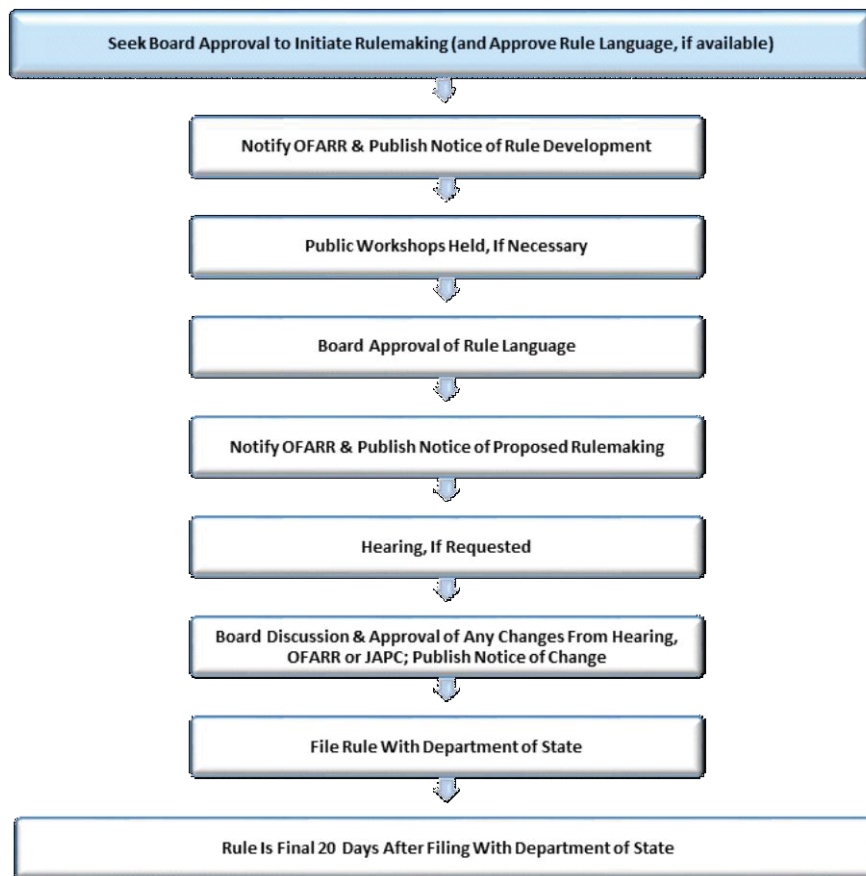 Seek Board Approval to Initiate Rulemaking (and Approve Rule Language, if available)
Notify OFARR & Publish Notice of Rule Development
Public Workshops Held, If Necessary
Board Approval of Rule Language
Notify OFARR & Publish Notice of Proposed Rulemaking
Hearing, If Requested
Board Discussion & Approval of Any Changes From Hearing,
OFARR or JAPC; Publish Notice of Change
File Rule With Department of State
Rule Is Final 20 Days After Filing With Department of State